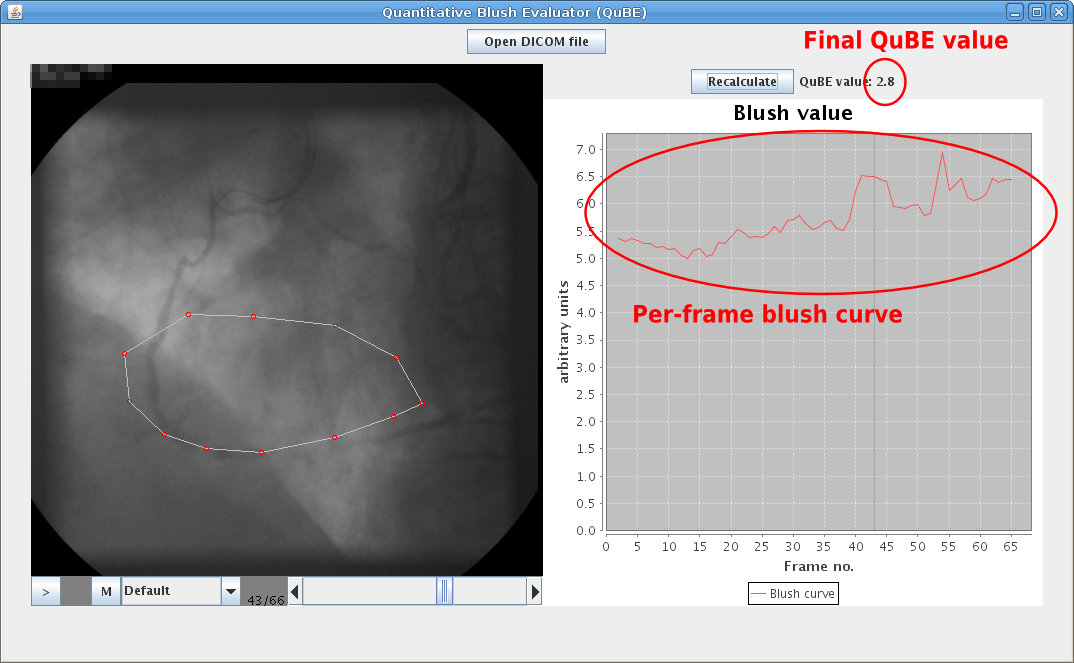 Quantitative Blush Evaluator (QuBE)
Open DICOM file
Final QuBE value
Recalculate QuBE value: 2.8
Blush value
7.0
6.5
6.0
5.5
5.0
4.5
4.0
3.5
3.0
2.5
2.0
1.5
1.0
0.5
0.0
arbitrary units
Per-frame blush curve
0 5 10 15 20 25 30 35 40 45 50 55 60 65
Frame no.
Blush curve
> M Default 43/66